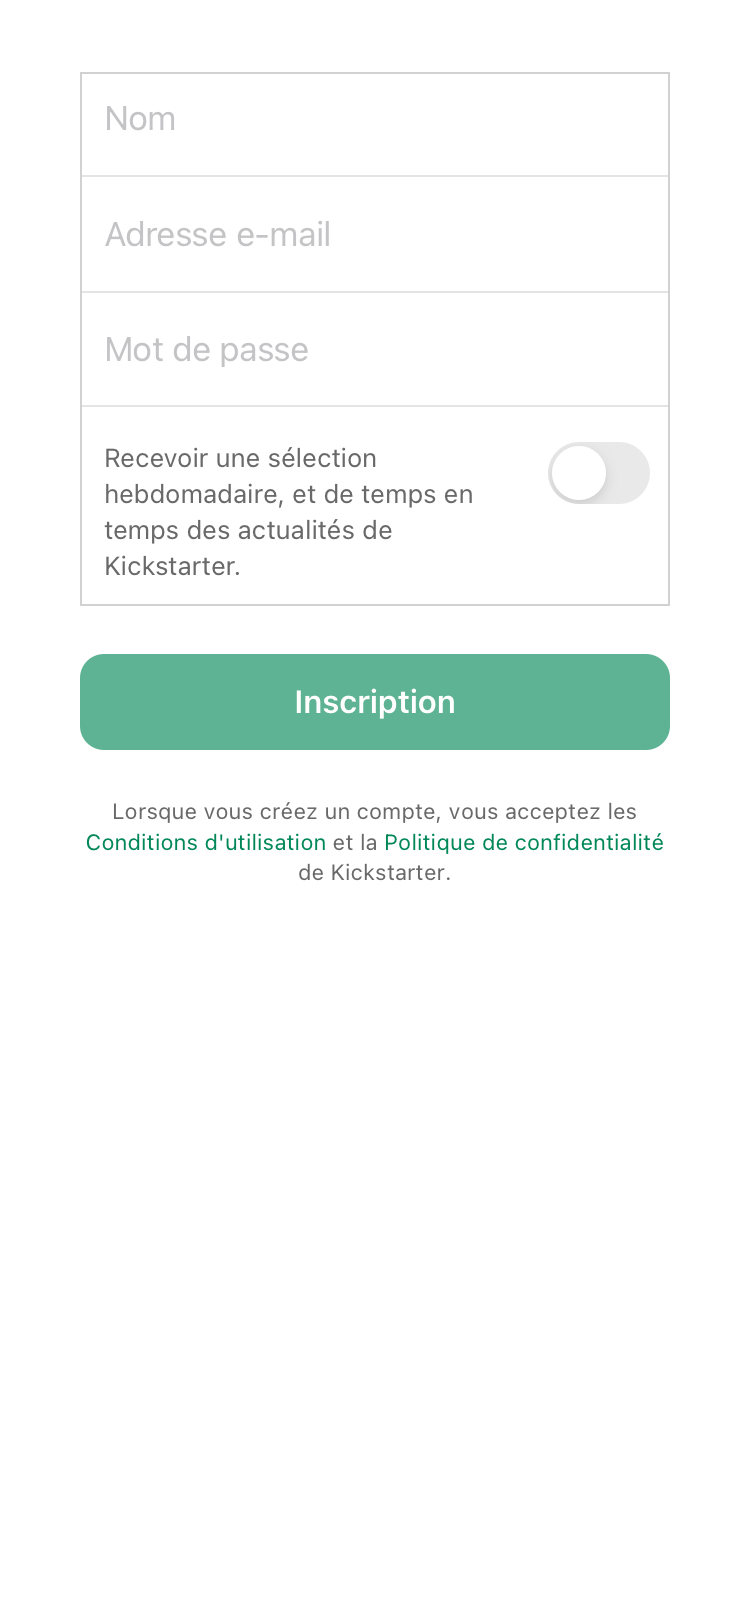 Nom
Adresse e-mail
Mot de passe
Recevoir une sélection
hebdomadaire, et de temps en
temps des actualités de
Kickstarter.
Inscription
Lorsque vous créez un compte, vous acceptez les
Conditions d'utilisation et la Politique de confidentialité
de Kickstarter.